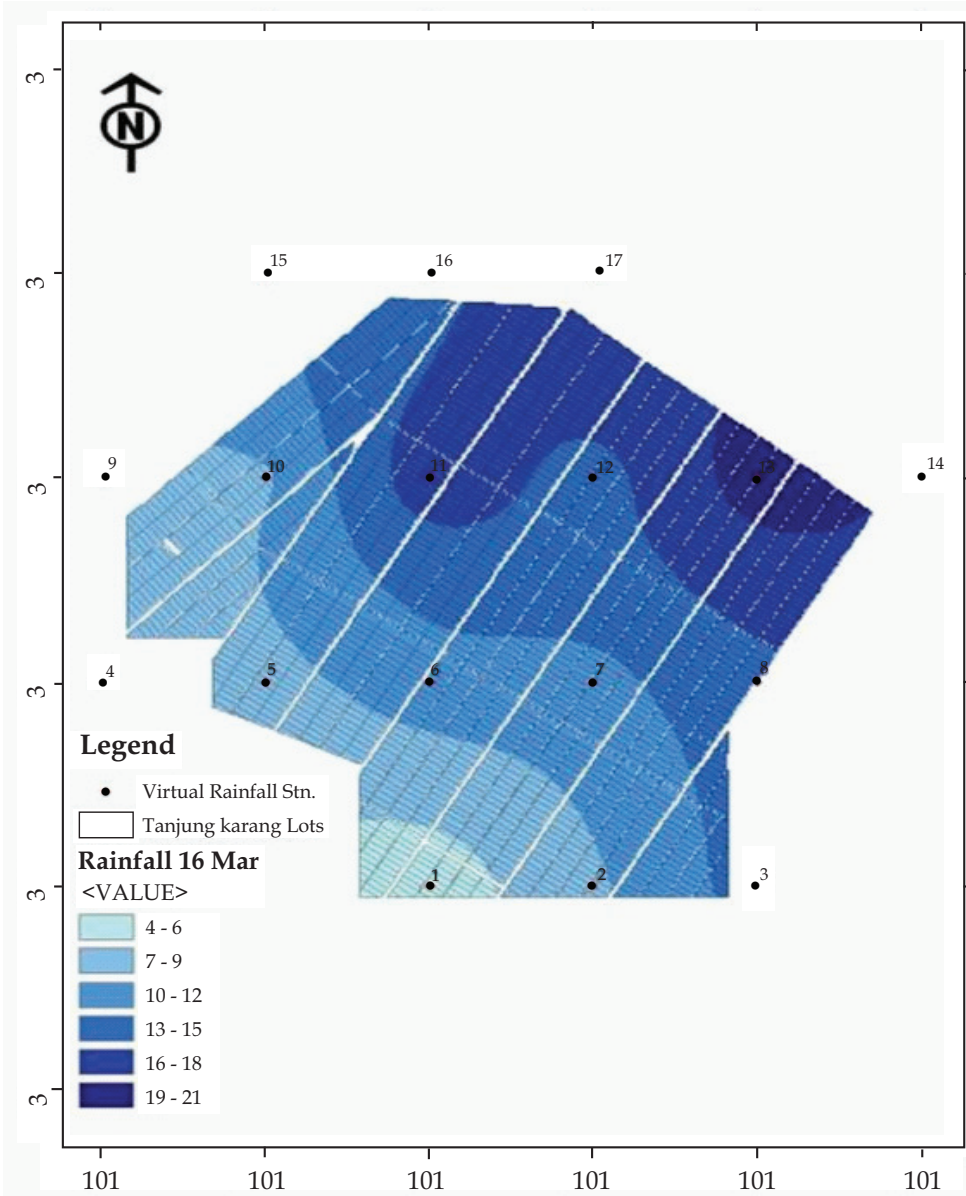 3
N
15
16
17
3
9
10
11
12
13
14
3
4
5
6
7
8
3
Legend
Virtual Rainfall Stn.
Tanjung karang Lots
Rainfall 16 Mar
<VALUE>
1
2
3
3
4 - 6
7 - 9
10 - 12
13 - 15
16 - 18
19 - 21
3
101
101
101
101
101
101